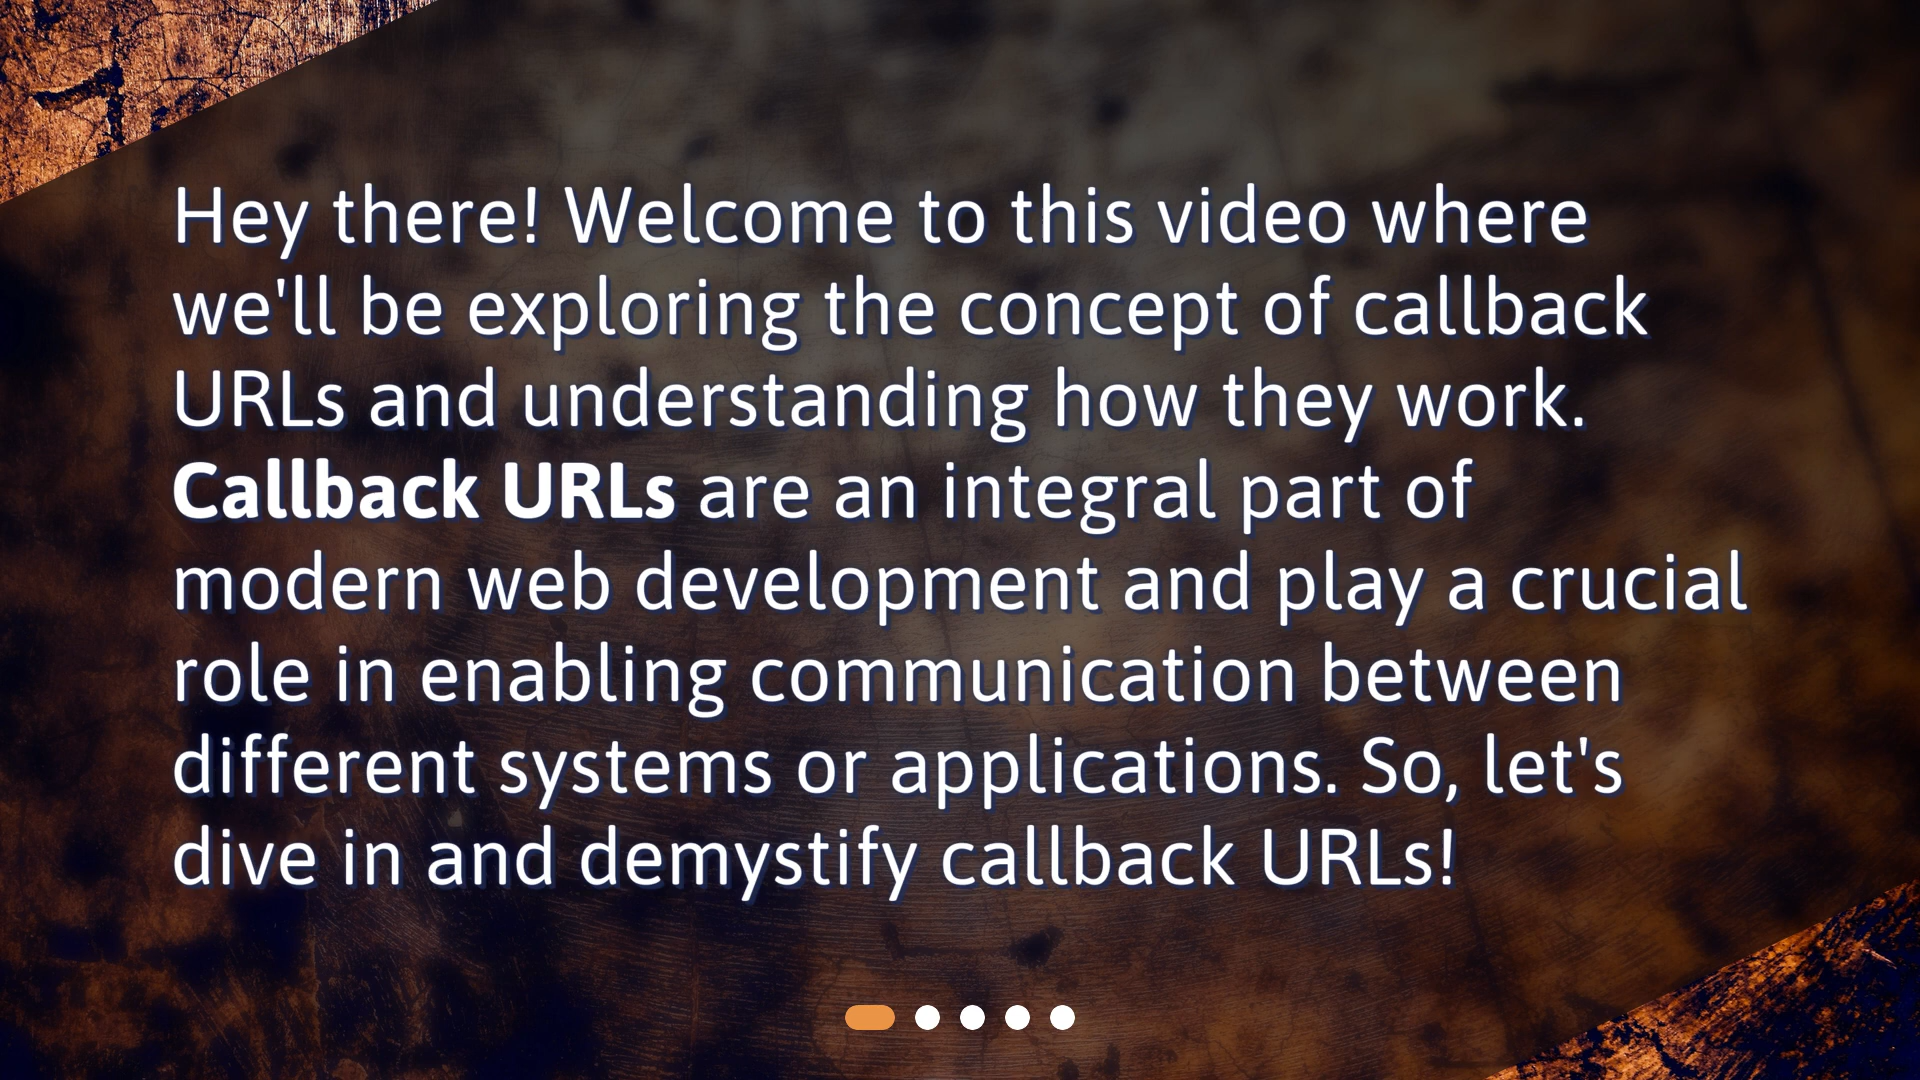 Hey there! Welcome to this video where
we'll be exploring the concept of callback
URLs and understanding how they work.
Callback URLs are an integral part of
modern web development and play a crucial
role in enabling communication between
different systems or applications. So, let's
dive in and demystify callback URLs!